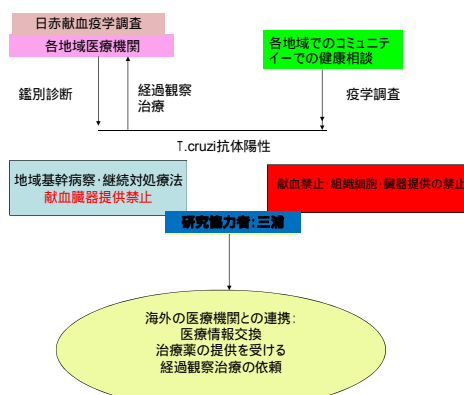 日赤献血疫学調査
各地域医療機関
各地域でのコミュニテ
イーでの健康相談
鑑別診断
経過観察
治療
疫学調査
T.cruzi抗体陽性
地域基幹病察・継続対処療法
献血臓器提供禁止
献血禁止・組織細胞・臓器提供の禁止
研究協力者:三浦
海外の医療機関との連携:
医療情報交換
治療薬の提供を受ける
経過観察治療の依頼